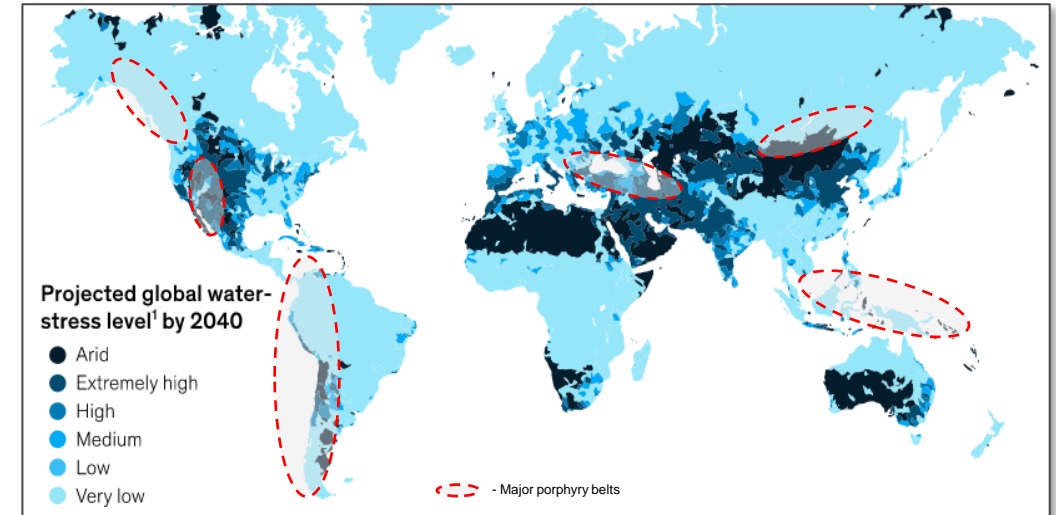 Projected global water-
stress level¹ by 2040
Arid
Extremely high
High
Medium
Low
Very low
- Major porphyry belts